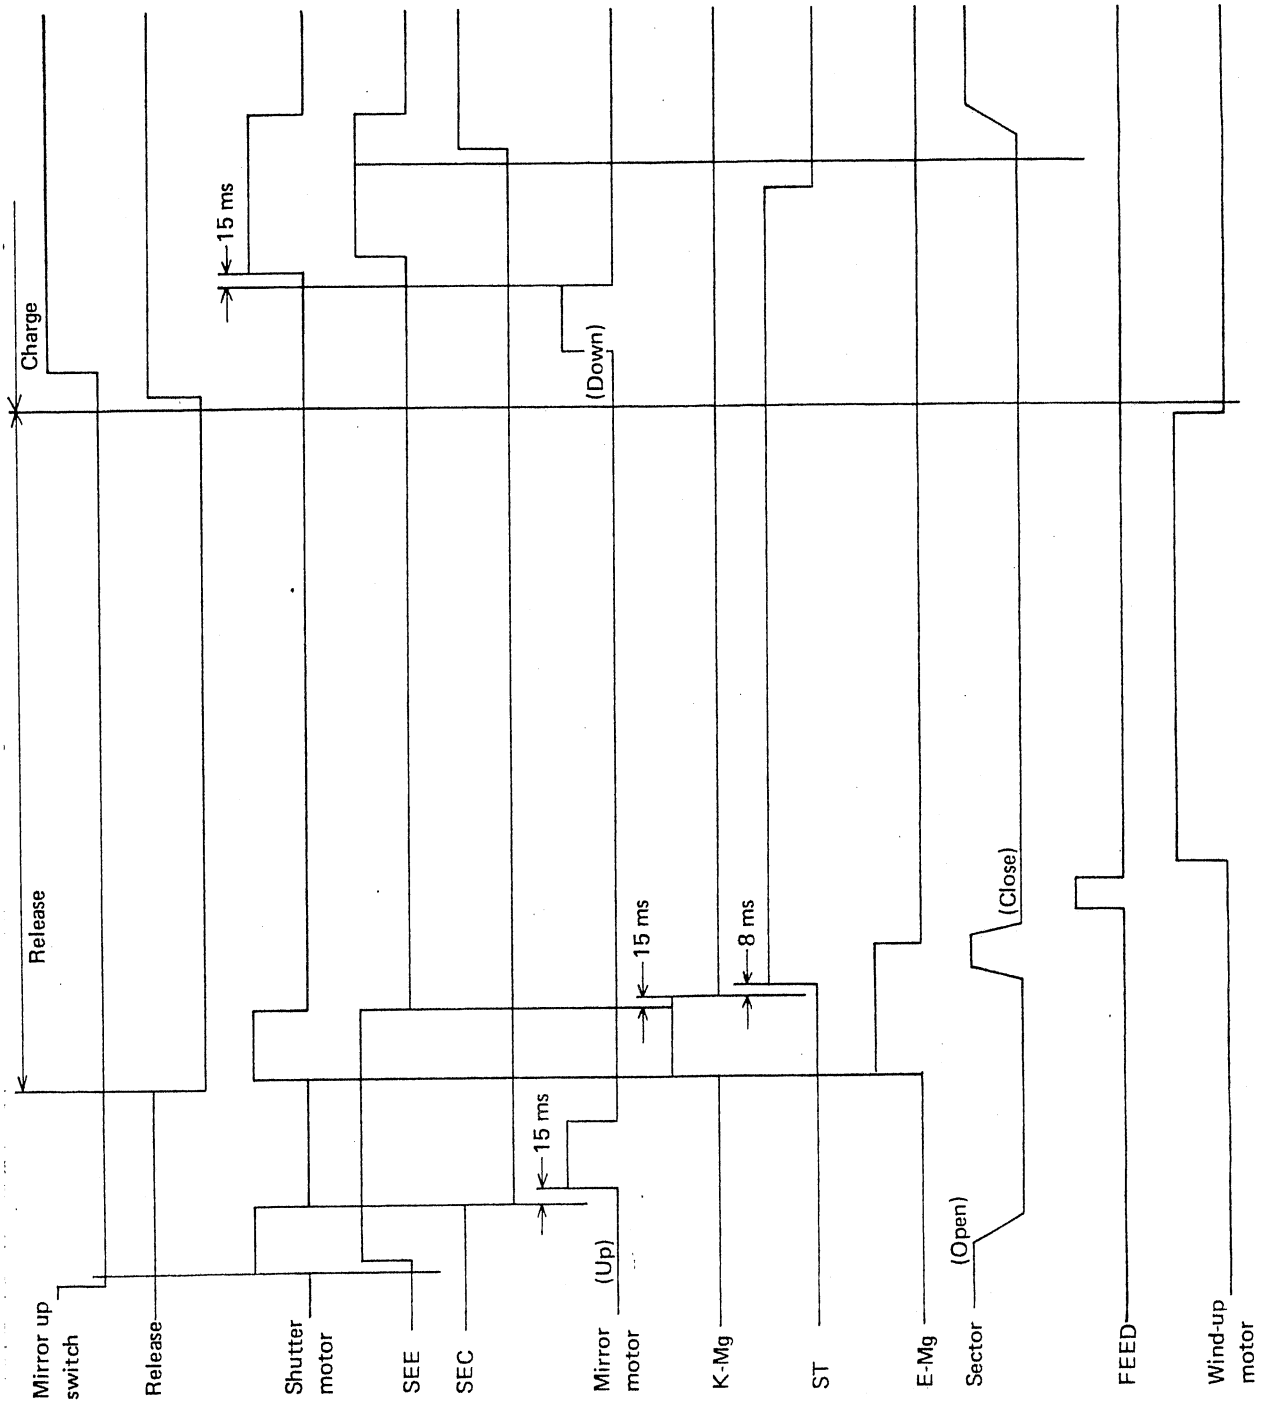 Release
Charge
Mirror up
switch
Release
Shutter
motor
15 ms
SEE
SEC
Mirror
motor
(Up)
15 ms
(Down)
K-Mg
15 ms
ST
8 ms
E-Mg
Sector
(Open)
(Close)
FEED
Wind-up
motor